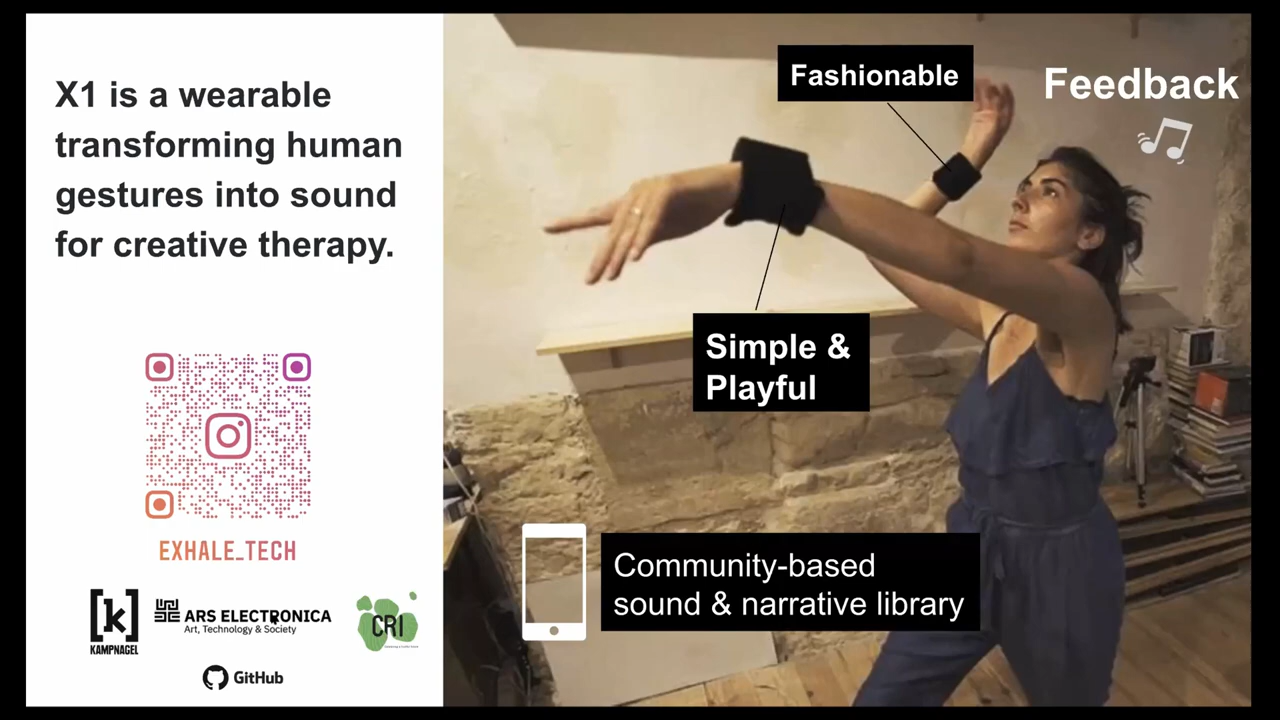 X1 is a wearable
transforming human
gestures into sound
for creative therapy.
EXHALE_TECH
[k]
KAMPNAGEL
ARS ELECTRONICA
Art, Technology & Society
CRI
GitHub
Fashionable
Feedback
Simple &
Playful
Community-based
sound & narrative library